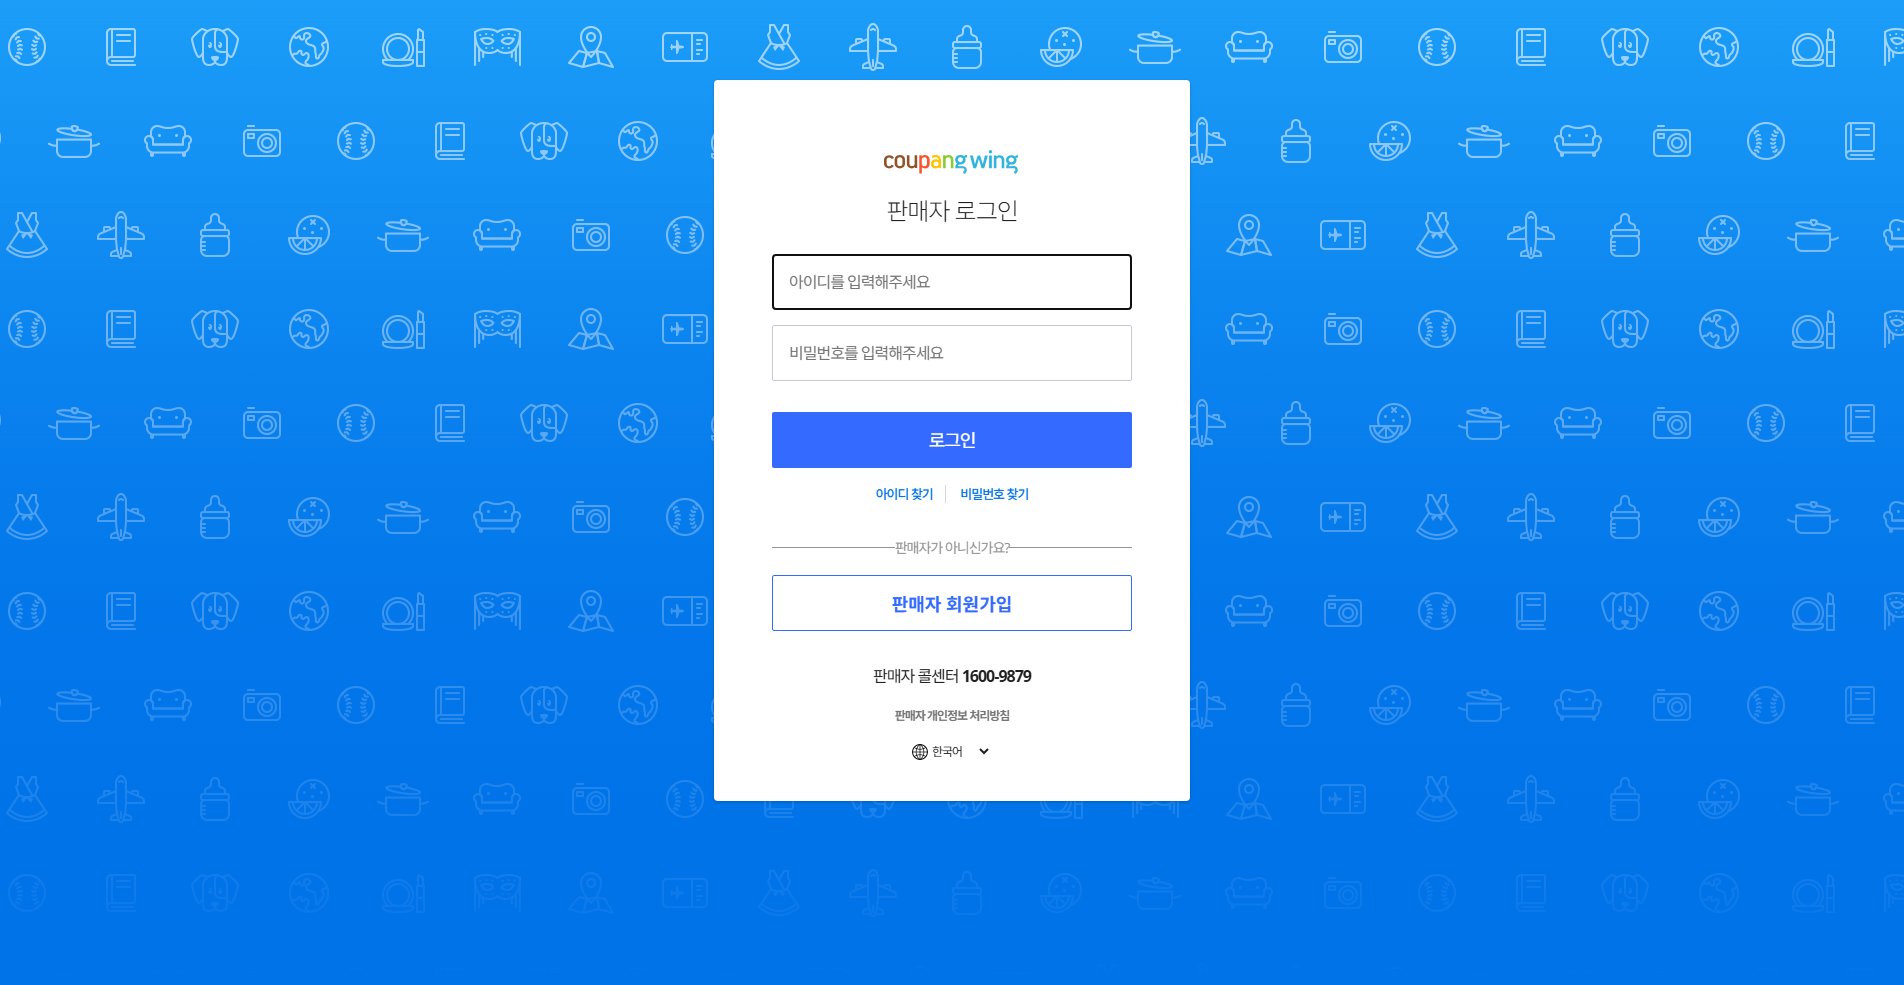 coupang wing
판매자 로그인
아이디를 입력해주세요
비밀번호를 입력해주세요
로그인
아이디 찾기
비밀번호 찾기
판매자가 아니신가요?
판매자 회원가입
판매자 콜센터 1600-9879
판매자 개인정보 처리방침
한국어